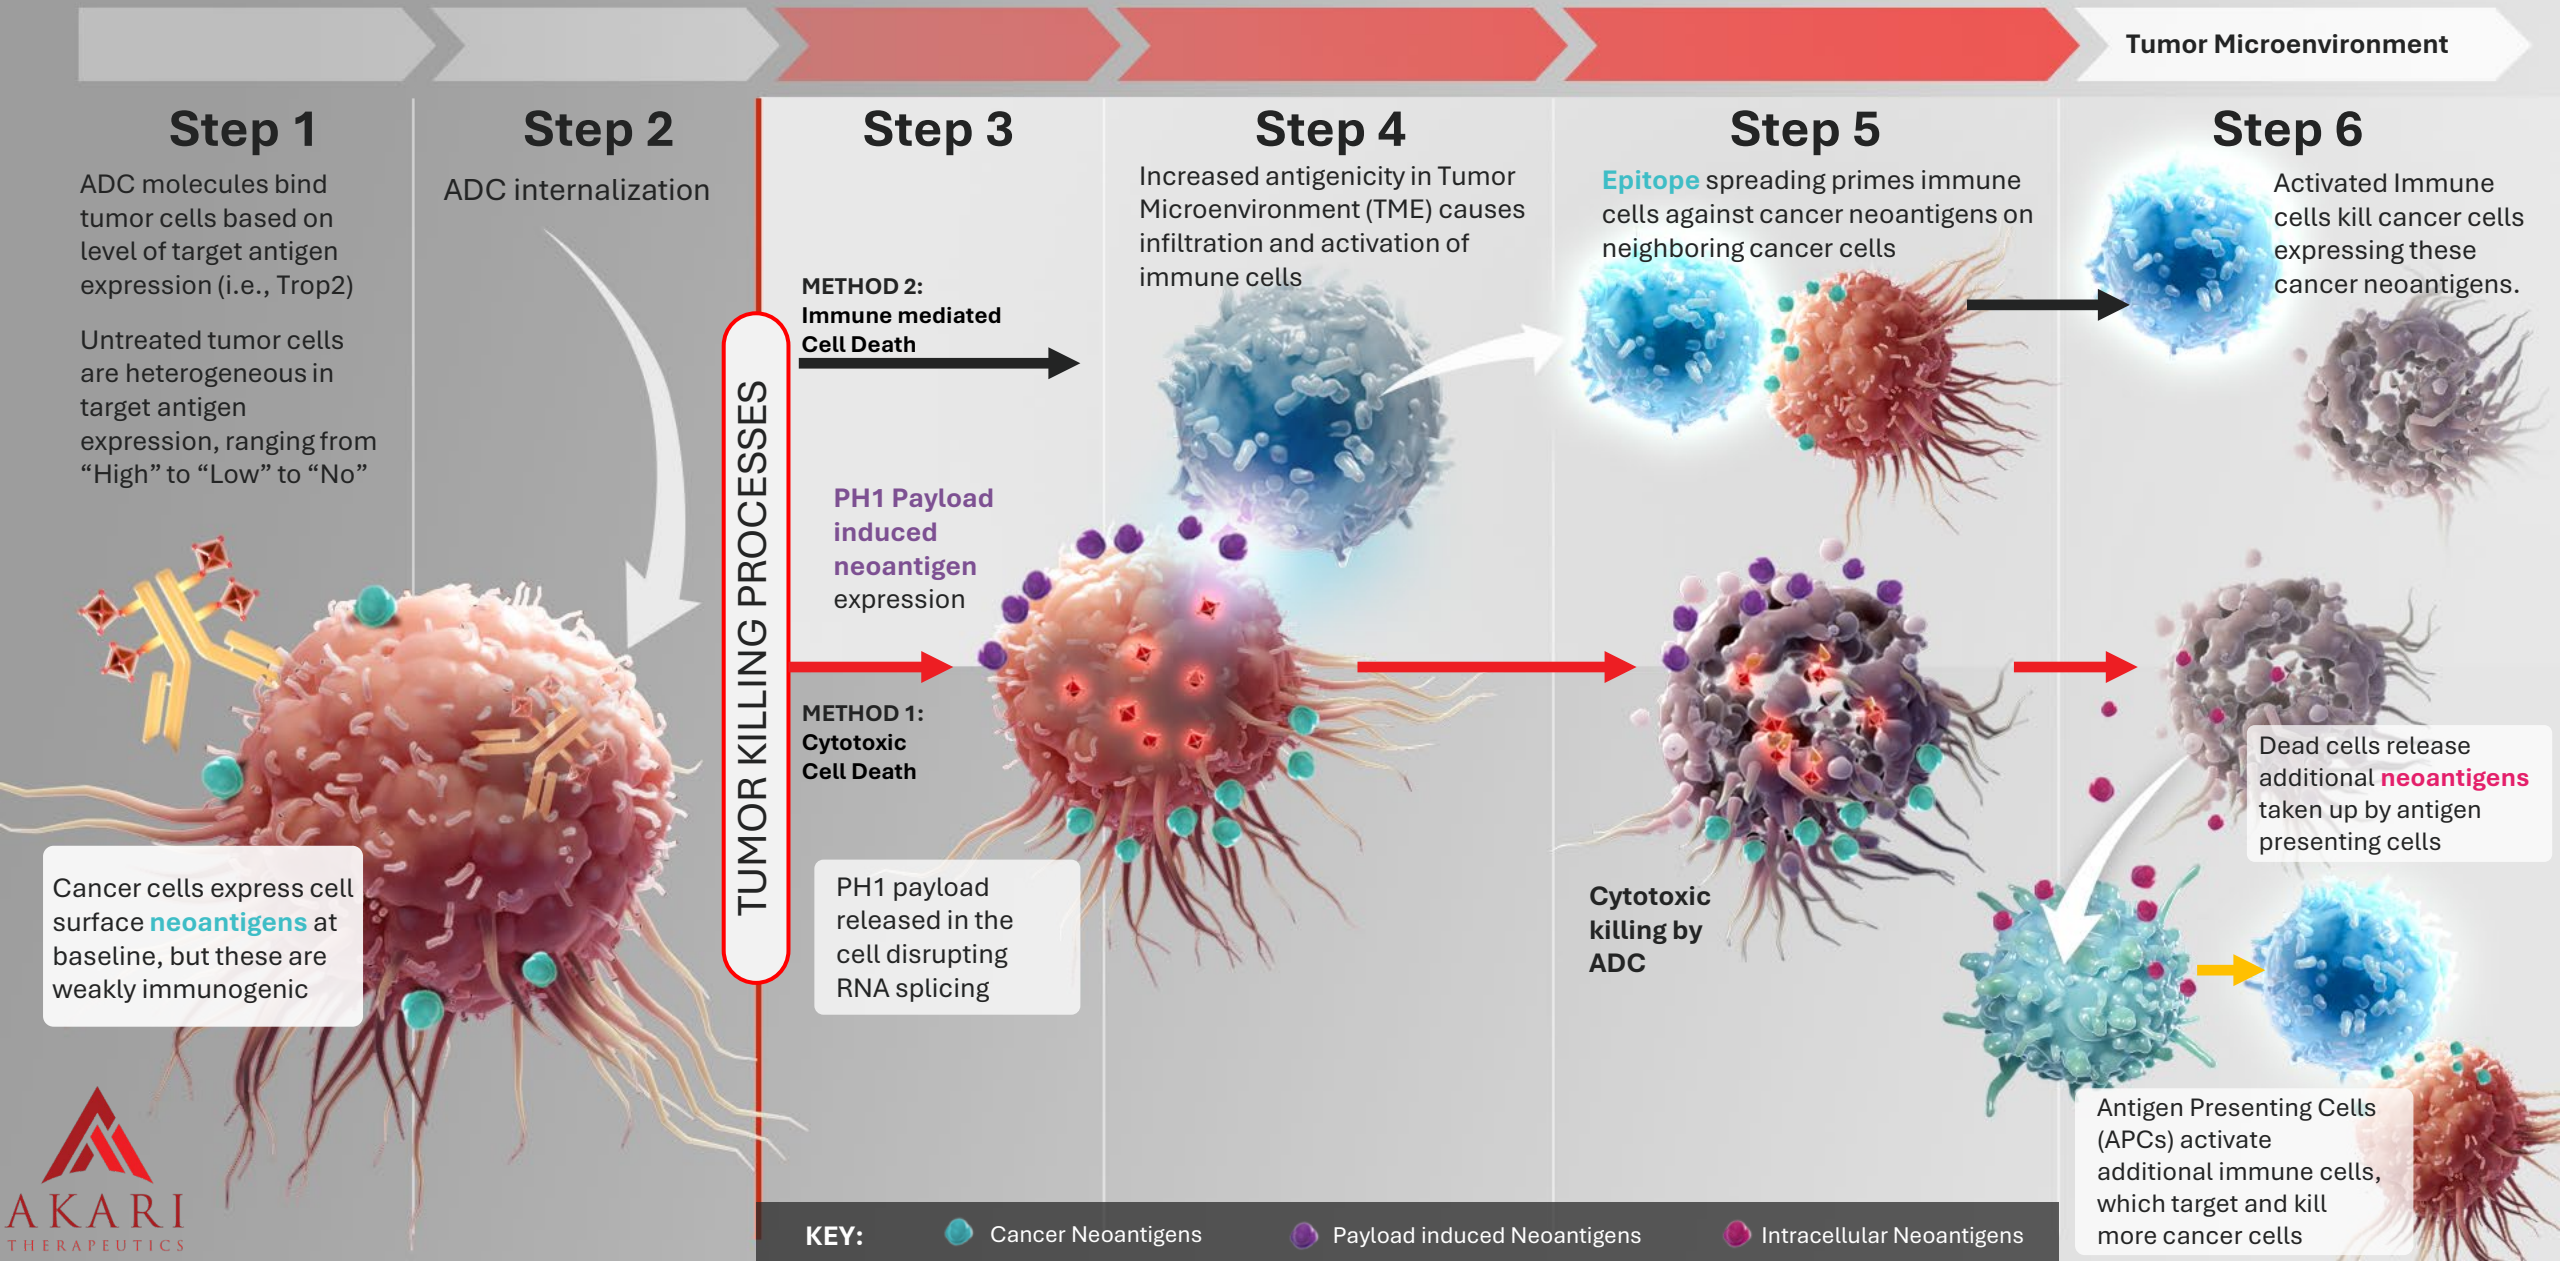 Tumor Microenvironment
Step 1
ADC molecules bind
tumor cells based on
level of target antigen
expression (i.e., Trop2)
Untreated tumor cells
are heterogeneous in
target antigen
expression, ranging from
“High” to “Low” to “No”
Cancer cells express cell
surface neoantigens at
baseline, but these are
weakly immunogenic
AKARI
THERAPEUTICS
Step 2
ADC internalization
TUMOR KILLING PROCESSES
Step 3
METHOD 2:
Immune mediated
Cell Death
PH1 Payload
induced
neoantigen
expression
METHOD 1:
Cytotoxic
Cell Death
PH1 payload
released in the
cell disrupting
RNA splicing
Step 4
Increased antigenicity in Tumor
Microenvironment (TME) causes
infiltration and activation of
immune cells
Step 5
Epitope spreading primes immune
cells against cancer neoantigens on
neighboring cancer cells
Cytotoxic
killing by
ADC
Step 6
Activated Immune
cells kill cancer cells
expressing these
cancer neoantigens.
Dead cells release
additional neoantigens
taken up by antigen
presenting cells
Antigen Presenting Cells
(APCs) activate
additional immune cells,
which target and kill
more cancer cells
KEY:
Cancer Neoantigens
Payload induced Neoantigens
Intracellular Neoantigens